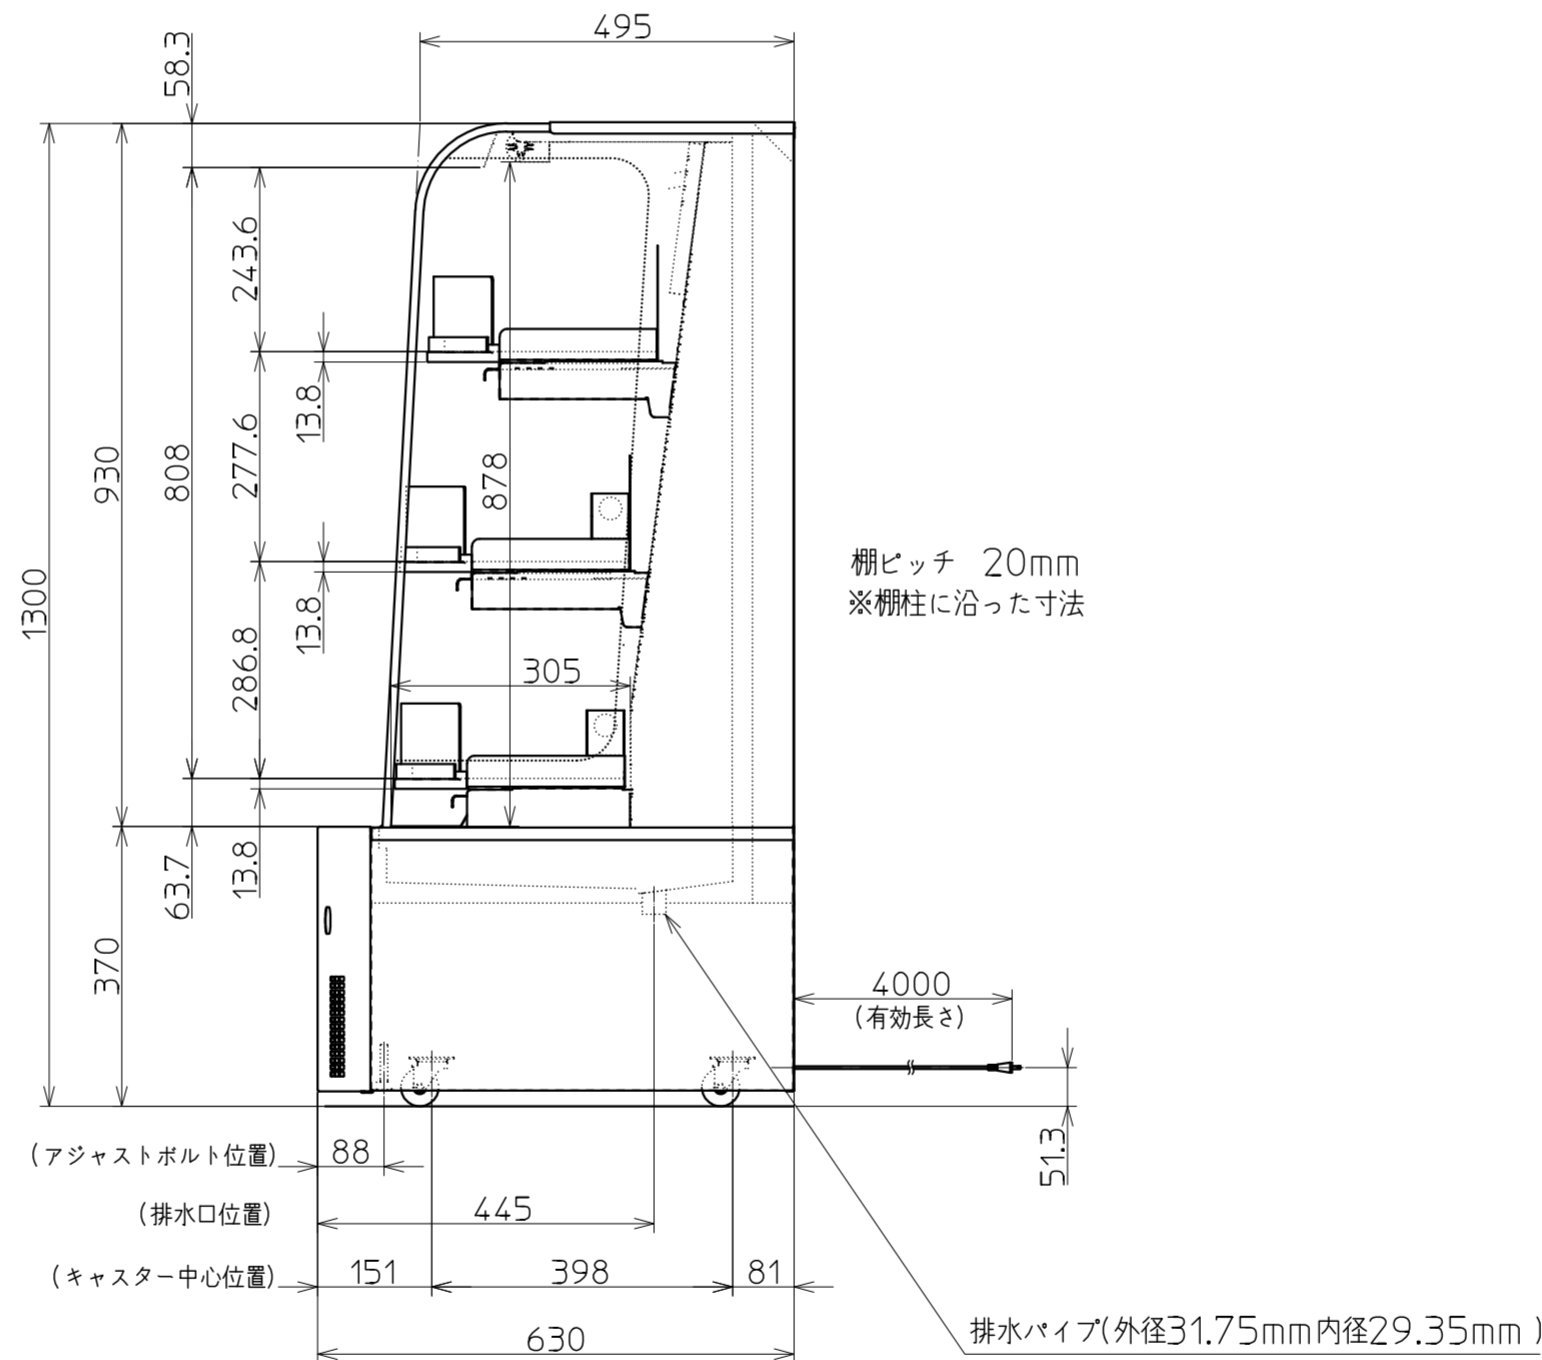 495
58.3
243.6
13.8
277.6
808
930
878
1300
棚ピッチ 20mm
※棚柱に沿った寸法
13.8
286.8
305
63.7
13.8
370
4000
(有効長さ)
51.3
(アジャストボルト位置) 88
(排水口位置) 445
(キャスター中心位置) 151 398 81
630
排水パイプ(外径31.75mm内径29.35mm)